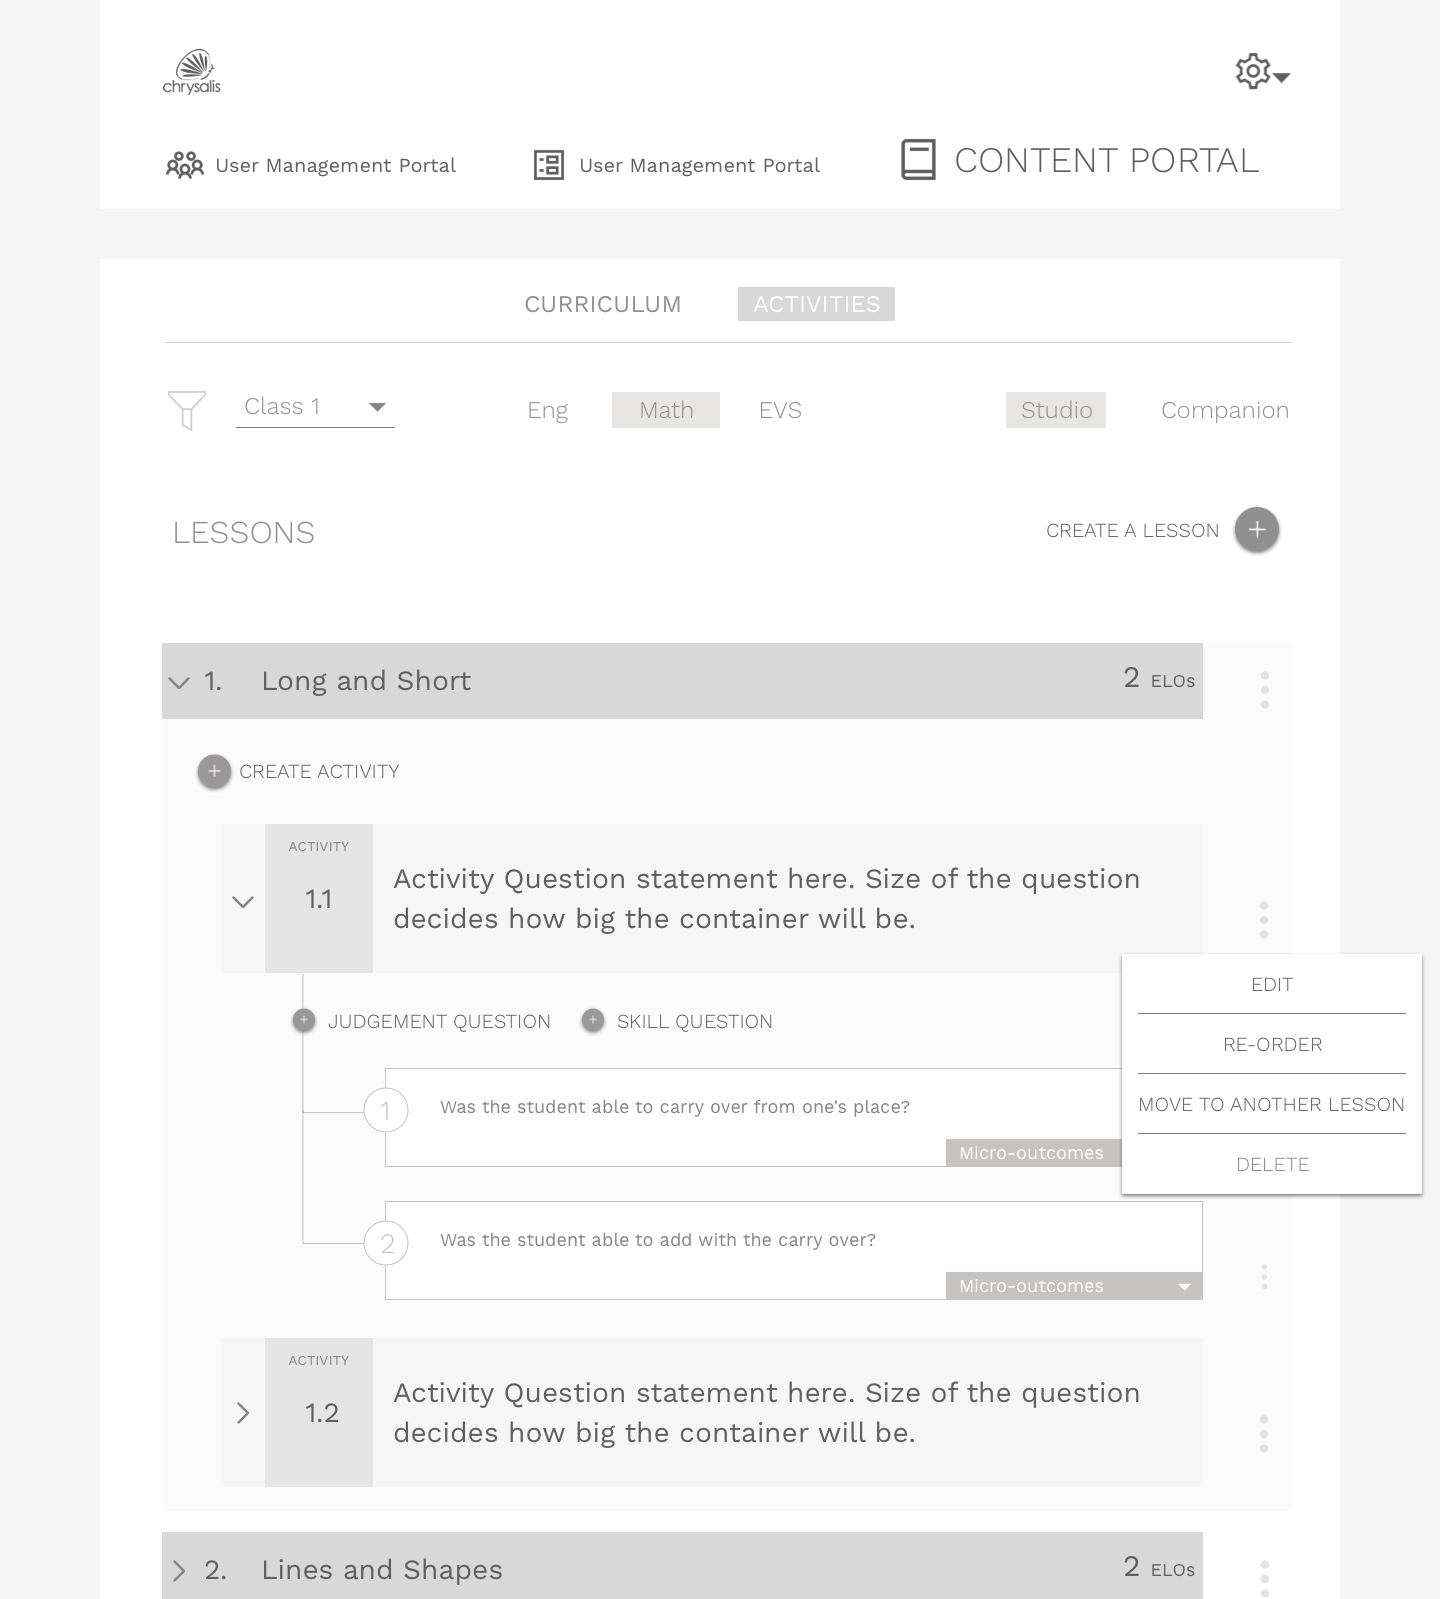 chrysalis
User Management Portal
User Management Portal
CONTENT PORTAL
CURRICULUM
ACTIVITIES
Class 1
Eng
Math
EVS
Studio
Companion
LESSONS
CREATE A LESSON
1. Long and Short
2 ELOs
CREATE ACTIVITY
ACTIVITY
1.1
Activity Question statement here. Size of the question
decides how big the container will be.
EDIT
RE-ORDER
MOVE TO ANOTHER LESSON
DELETE
JUDGEMENT QUESTION
SKILL QUESTION
1
Was the student able to carry over from one’s place?
Micro-outcomes
2
Was the student able to add with the carry over?
Micro-outcomes
ACTIVITY
1.2
Activity Question statement here. Size of the question
decides how big the container will be.
2. Lines and Shapes
2 ELOs